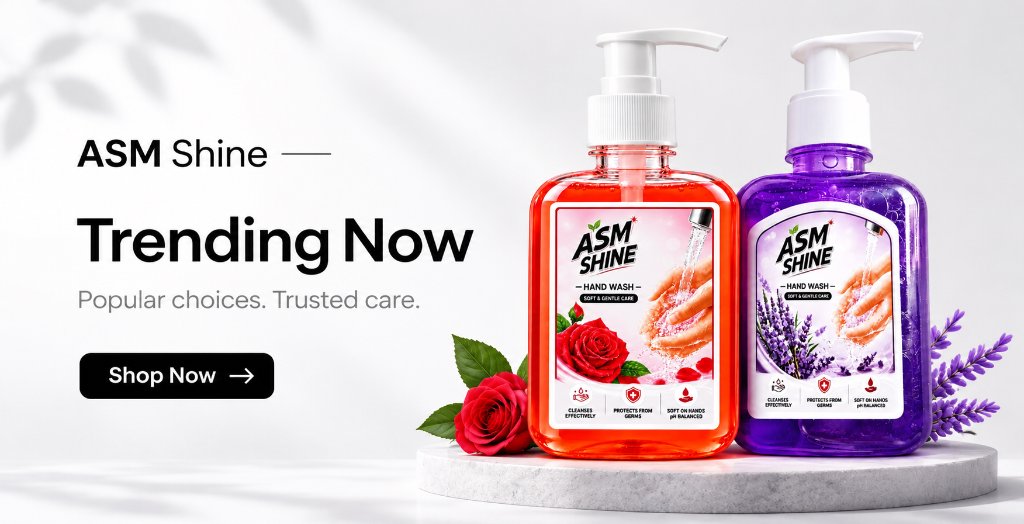 ASM Shine
Trending Now
Popular choices. Trusted care.
Shop Now
ASM
SHINE
HAND WASH
SOFT & GENTLE CARE
CLEANSES
EFFECTIVELY
PROTECTS FROM
GERMS
SOFT ON HANDS
pH BALANCED
ASM
SHINE
HAND WASH
SOFT & GENTLE CARE
CLEANSES
EFFECTIVELY
PROTECTS FROM
GERMS
SOFT ON HANDS
pH BALANCED